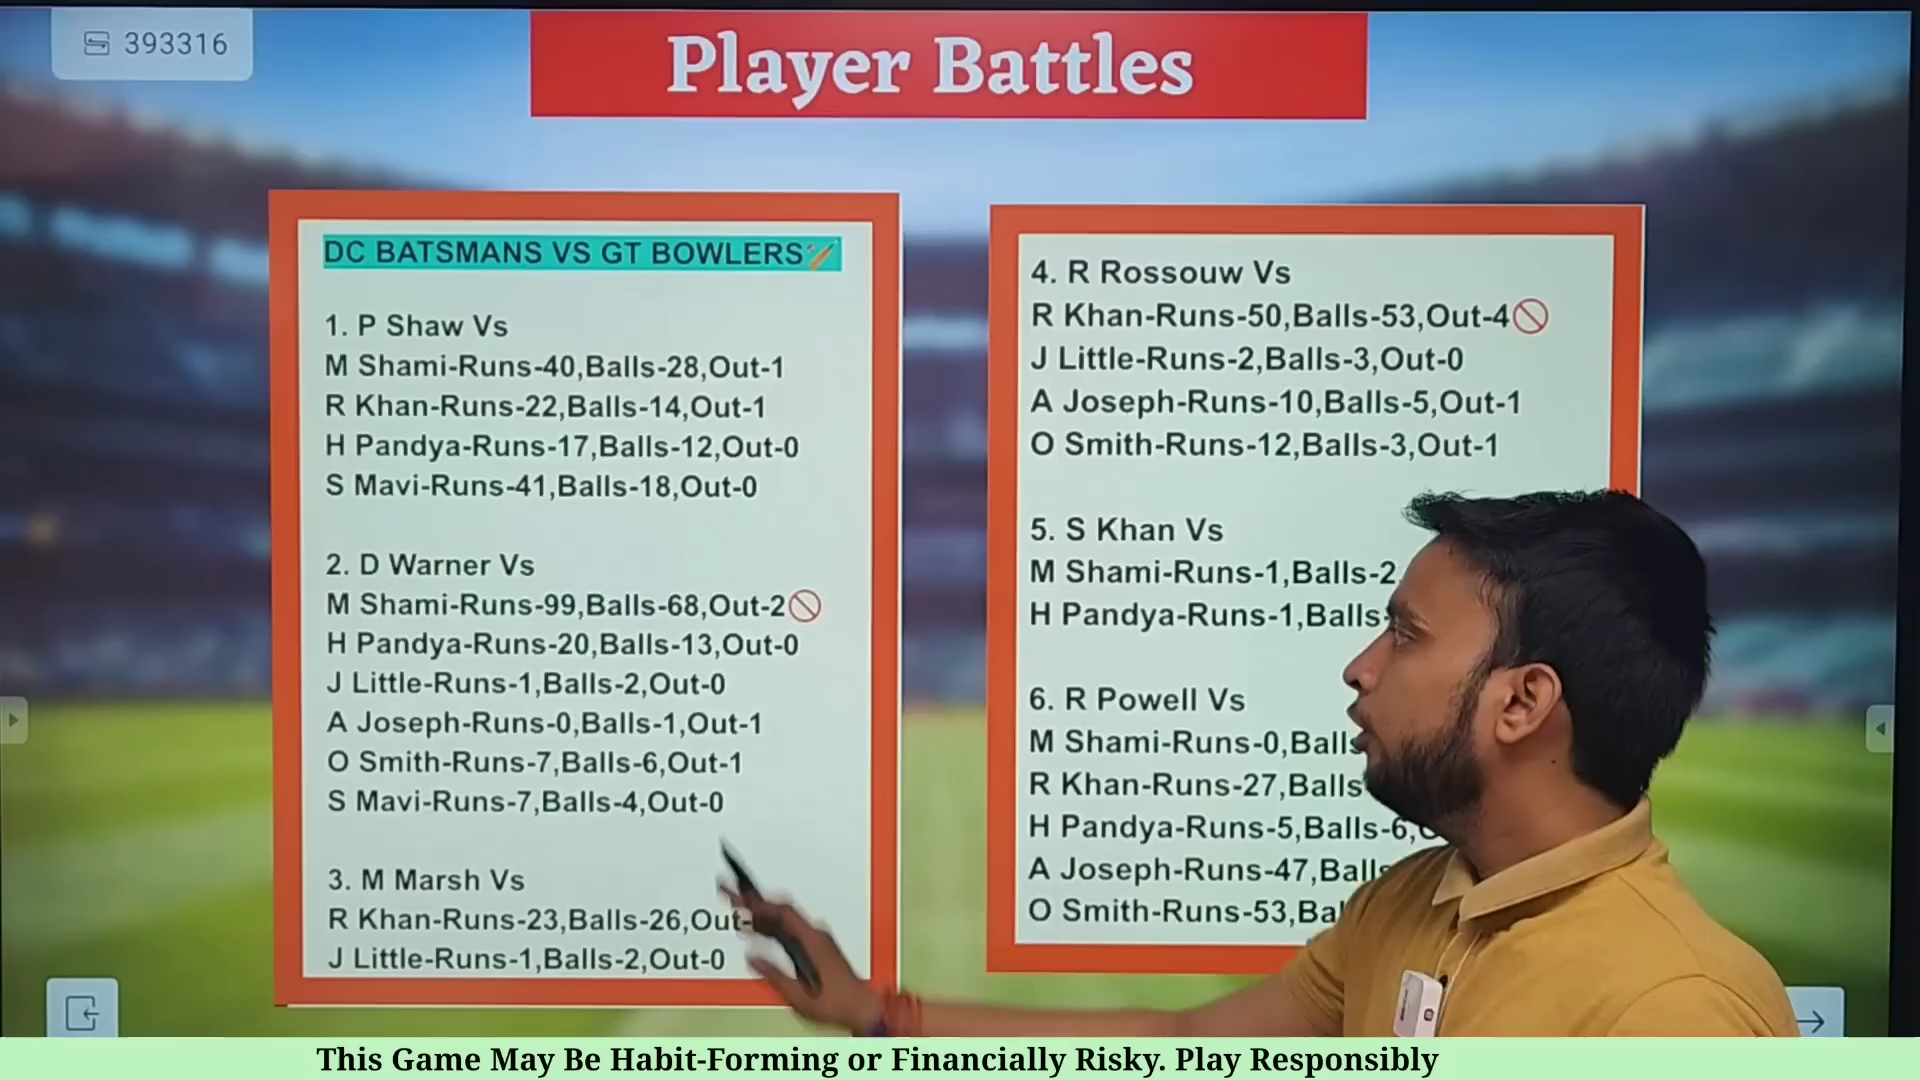 393316
Player Battles
DC BATSMANS VS GT BOWLERS
1. P Shaw Vs
M Shami-Runs-40,Balls-28,Out-1
R Khan-Runs-22,Balls-14,Out-1
H Pandya-Runs-17,Balls-12,Out-0
S Mavi-Runs-41,Balls-18,Out-0
2. D Warner Vs
M Shami-Runs-99,Balls-68,Out-2🚫
H Pandya-Runs-20,Balls-13,Out-0
J Little-Runs-1,Balls-2,Out-0
A Joseph-Runs-0,Balls-1,Out-1
O Smith-Runs-7,Balls-6,Out-1
S Mavi-Runs-7,Balls-4,Out-0
3. M Marsh Vs
R Khan-Runs-23,Balls-26,Out-
J Little-Runs-1,Balls-2,Out-0
4. R Rossouw Vs
R Khan-Runs-50,Balls-53,Out-4🚫
J Little-Runs-2,Balls-3,Out-0
A Joseph-Runs-10,Balls-5,Out-1
O Smith-Runs-12,Balls-3,Out-1
5. S Khan Vs
M Shami-Runs-1,Balls-2
H Pandya-Runs-1,Balls-
6. R Powell Vs
M Shami-Runs-0,Balls
R Khan-Runs-27,Balls
H Pandya-Runs-5,Balls-6,
A Joseph-Runs-47,Balls
O Smith-Runs-53,Bal
This Game May Be Habit-Forming or Financially Risky. Play Responsibly